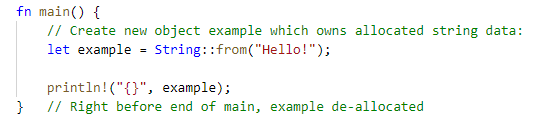 fn main() {
    // Create new object example which owns allocated string data:
    let example = String::from("Hello!");
    println!("{}", example);
}   // Right before end of main, example de-allocated